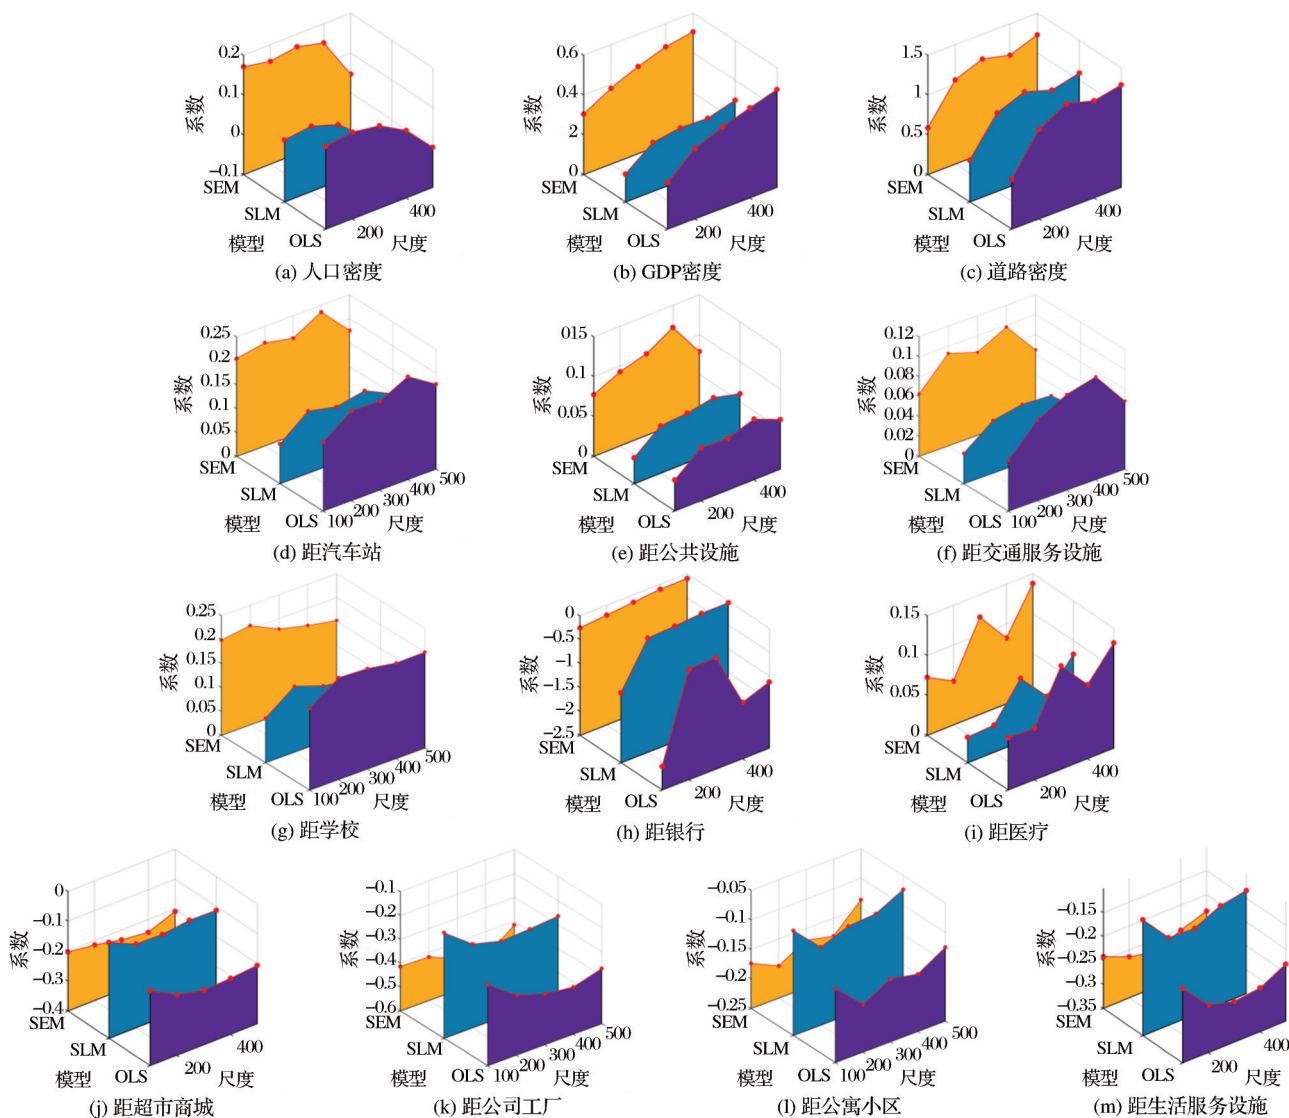 0.2
0.1
0
−0.1
系数
SEM
SLM
OLS
模型
200
400
尺度
(a) 人口密度
0.6
0.4
2
0
系数
SEM
SLM
OLS
模型
200
400
尺度
(b) GDP密度
1.5
1
0.5
0
系数
SEM
SLM
OLS
模型
200
400
尺度
(c) 道路密度
0.25
0.2
0.15
0.1
0.05
0
系数
SEM
SLM
OLS
模型
100
200
300
400
500
尺度
(d) 距汽车站
0.15
0.1
0.05
0
系数
SEM
SLM
OLS
模型
200
400
尺度
(e) 距公共设施
0.12
0.1
0.08
0.06
0.04
0.02
0
系数
SEM
SLM
OLS
模型
100
200
300
400
500
尺度
(f) 距交通服务设施
0.25
0.2
0.15
0.1
0.05
0
系数
SEM
SLM
OLS
模型
100
200
300
400
500
尺度
(g) 距学校
0
−0.5
−1
−1.5
−2
−2.5
系数
SEM
SLM
OLS
模型
200
400
尺度
(h) 距银行
0.15
0.1
0.05
0
系数
SEM
SLM
OLS
模型
200
400
尺度
(i) 距医疗
0
−0.1
−0.2
−0.3
−0.4
系数
SEM
SLM
OLS
模型
200
400
尺度
(j) 距超市商城
−0.1
−0.2
−0.3
−0.4
−0.5
−0.6
系数
SEM
SLM
OLS
模型
100
200
300
400
500
尺度
(k) 距公司工厂
−0.05
−0.1
−0.15
−0.2
−0.25
系数
SEM
SLM
OLS
模型
100
200
300
400
500
尺度
(l) 距公寓小区
−0.15
−0.2
−0.25
−0.3
−0.35
系数
SEM
SLM
OLS
模型
200
400
尺度
(m) 距生活服务设施